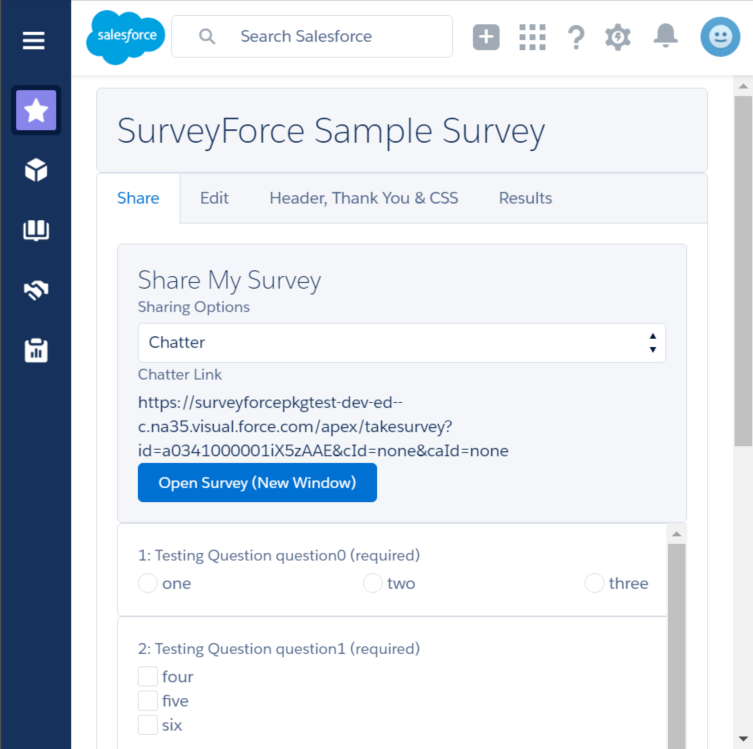 salesforce
Search Salesforce
SurveyForce Sample Survey
Share Edit Header, Thank You & CSS Results
Share My Survey
Sharing Options
Chatter
Chatter Link
https://surveyforcepkgtest-dev-ed--
c.na35.visual.force.com/apex/takesurvey?
id=a0341000001iX5zAAE&cId=none&caId=none
Open Survey (New Window)
1: Testing Question question0 (required)
one two three
2: Testing Question question1 (required)
four
five
six